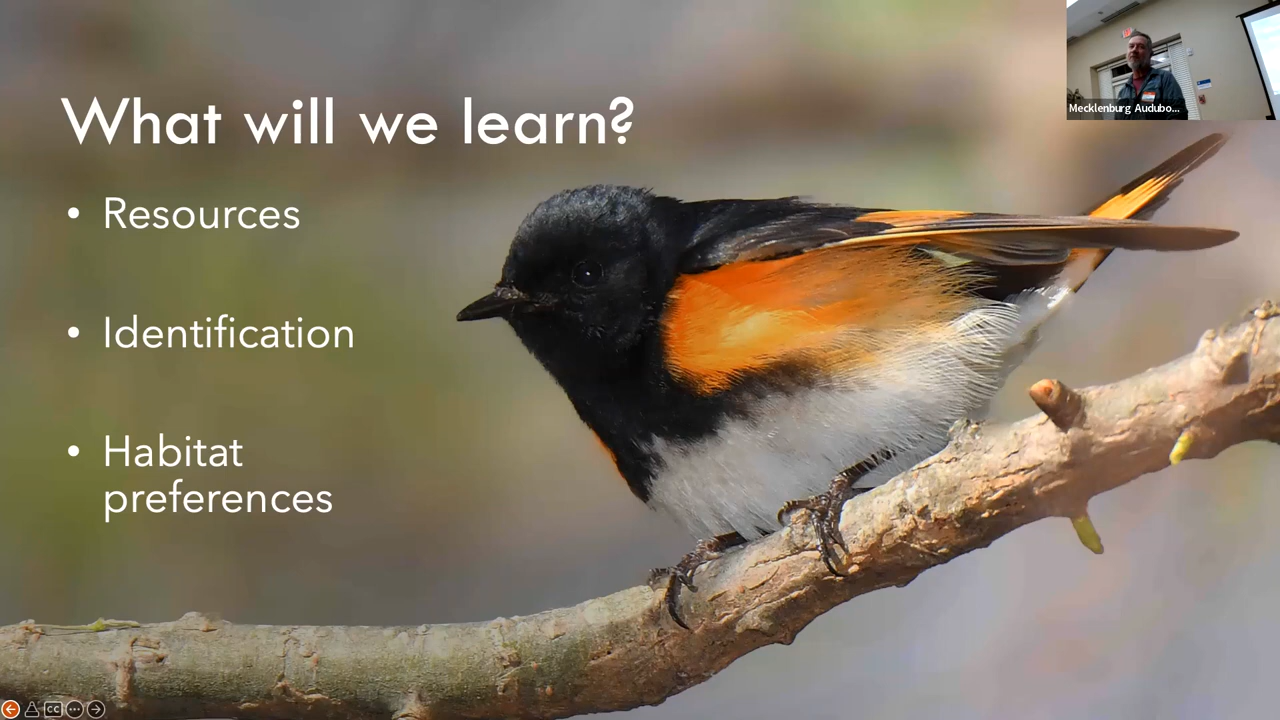 What will we learn?
• Resources
• Identification
• Habitat
preferences
Mecklenburg Audubo...
CC